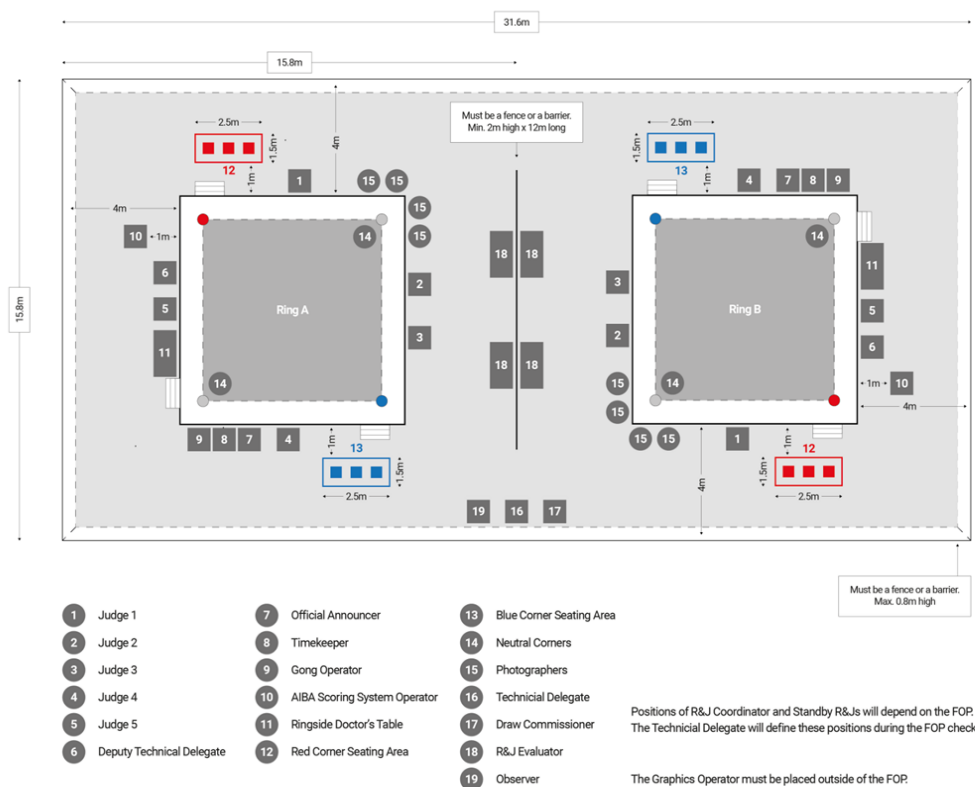 31.6m
15.8m
Must be a fence or a barrier.
Min. 2m high x 12m long
2.5m
1.5m
12
1m
4m
1
15
15
15
15
4m
10
1m
14
6
5
11
Ring A
2
3
14
9
8
7
4
1m
13
1.5m
2.5m
15.8m
18
18
18
18
2.5m
1.5m
13
1m
4
7
8
9
14
11
3
Ring B
5
2
6
15
14
1m
10
15
4m
15
15
1
1m
12
4m
1.5m
2.5m
19
16
17
Must be a fence or a barrier.
Max. 0.8m high
1 Judge 1
2 Judge 2
3 Judge 3
4 Judge 4
5 Judge 5
6 Deputy Technical Delegate
7 Official Announcer
8 Timekeeper
9 Gong Operator
10 AIBA Scoring System Operator
11 Ringside Doctor's Table
12 Red Corner Seating Area
13 Blue Corner Seating Area
14 Neutral Corners
15 Photographers
16 Technicial Delegate
17 Draw Commissioner
18 R&J Evaluator
19 Observer
Positions of R&J Coordinator and Standby R&Js will depend on the FOP.
The Technicial Delegate will define these positions during the FOP check
The Graphics Operator must be placed outside of the FOP.